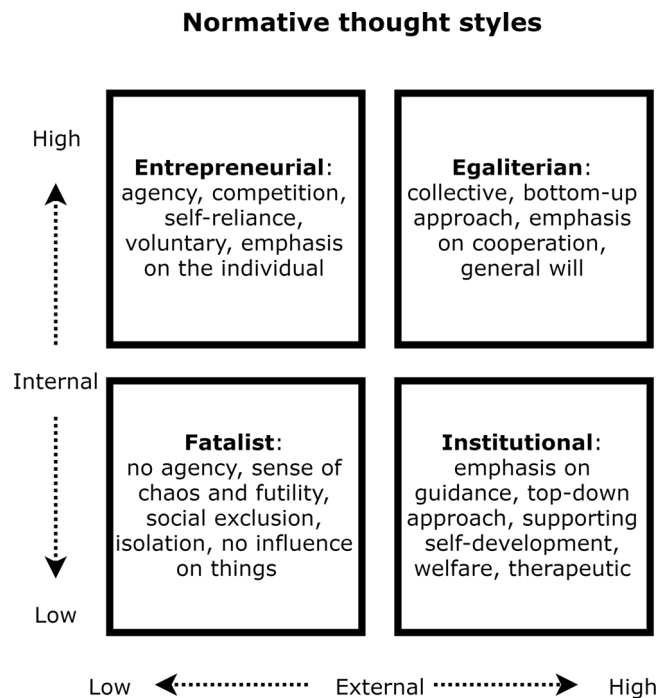 Normative thought styles
High
Entrepreneurial:
agency, competition,
self-reliance,
voluntary, emphasis
on the individual
Egaliterian:
collective, bottom-up
approach, emphasis
on cooperation,
general will
Internal
Fatalist:
no agency, sense of
chaos and futility,
social exclusion,
isolation, no influence
on things
Institutional:
emphasis on
guidance, top-down
approach, supporting
self-development,
welfare, therapeutic
Low
Low
External
High